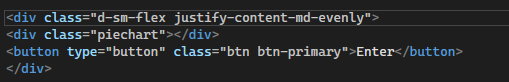 <div class="d-sm-flex justify-content-md-evenly">
<div class="piechart"></div>
<button type="button" class="btn btn-primary">Enter</button>
</div>